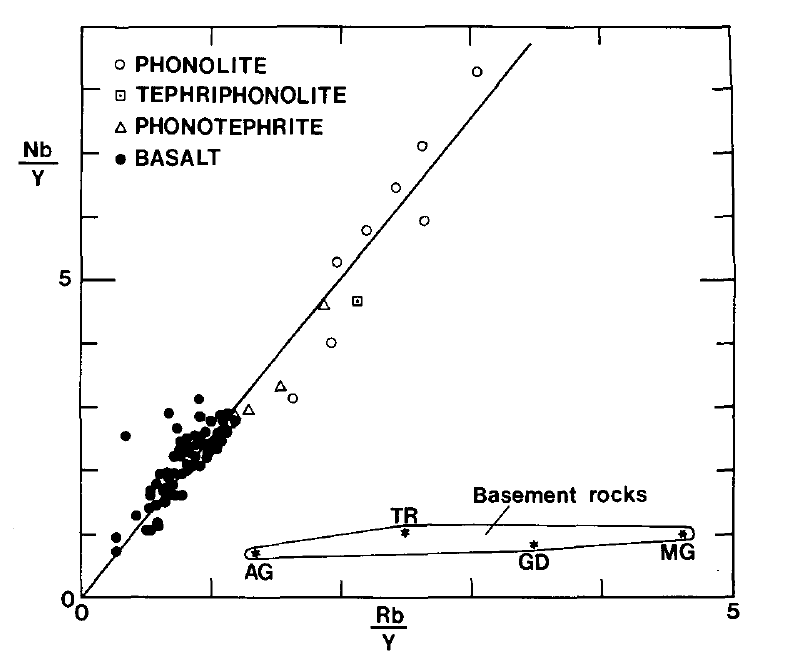 PHONOLITE
TEPHRIPHONOLITE
PHONOTEPHRITE
BASALT
Nb
Y
5
Basement rocks
TR
AG
GD
MG
0
0
Rb
Y
5